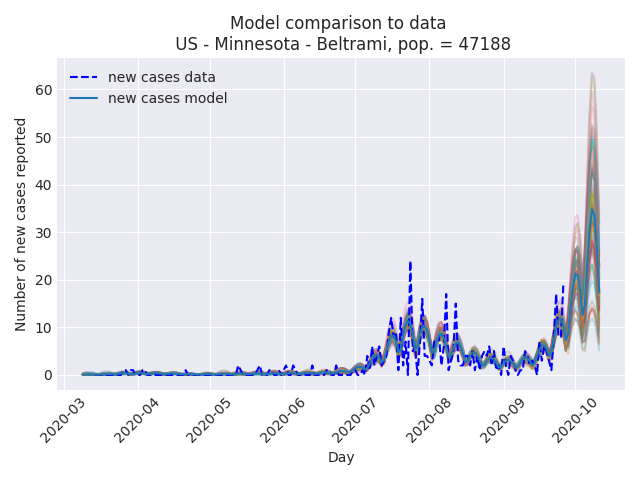 Model comparison to data
US - Minnesota - Beltrami, pop. = 47188
new cases data
new cases model
Number of new cases reported
60
50
40
30
20
10
0
2020-03
2020-04
2020-05
2020-06
2020-07
2020-08
2020-09
2020-10
Day